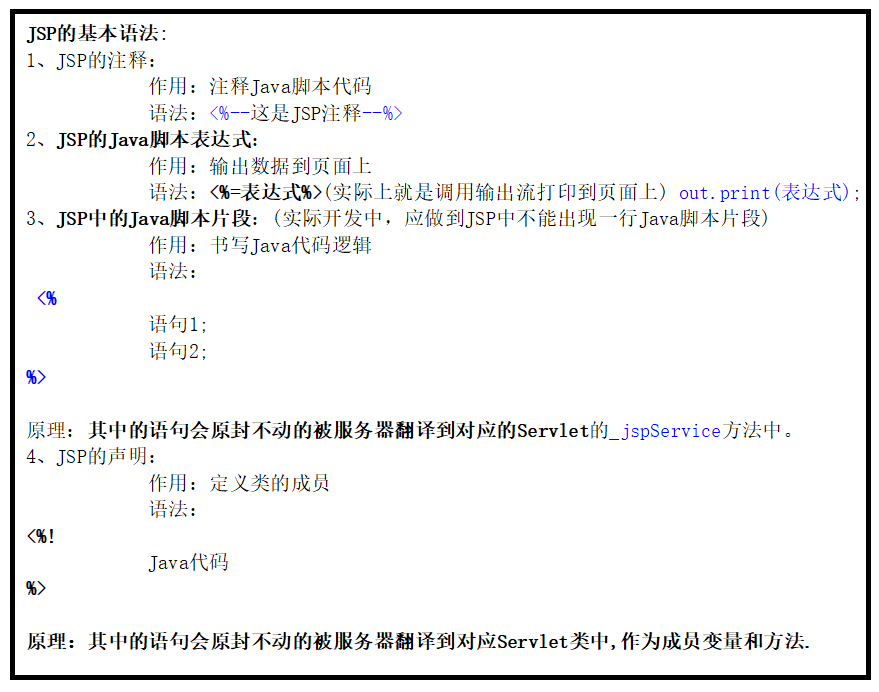 JSP的基本语法:
1、JSP的注释:
作用: 注释Java脚本代码
语法: <%--这是JSP注释--%>
2、JSP的Java脚本表达式:
作用: 输出数据到页面上
语法: <%=表达式%>(实际上就是调用输出流打印到页面上) out.print(表达式);
3、JSP中的Java脚本片段: (实际开发中, 应做到JSP中不能出现一行Java脚本片段)
作用: 书写Java代码逻辑
语法:
<%
语句1;
语句2;
%>
原理: 其中的语句会原封不动的被服务器翻译到对应的Servlet的_jspService方法中。
4、JSP的声明:
作用: 定义类的成员
语法:
<%!
Java代码
%>
原理: 其中的语句会原封不动的被服务器翻译到对应Servlet类中,作为成员变量和方法.